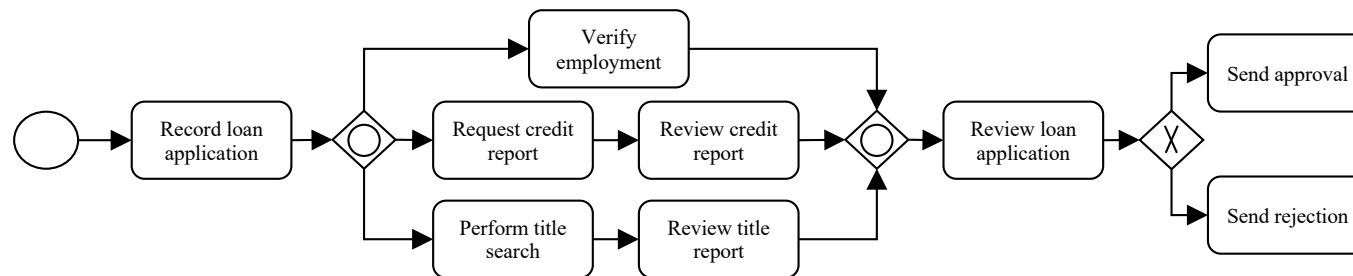 Verify
employment
Send approval
Record loan
application
Request credit
report
Review credit
report
Review loan
application
X
Perform title
search
Review title
report
Send rejection